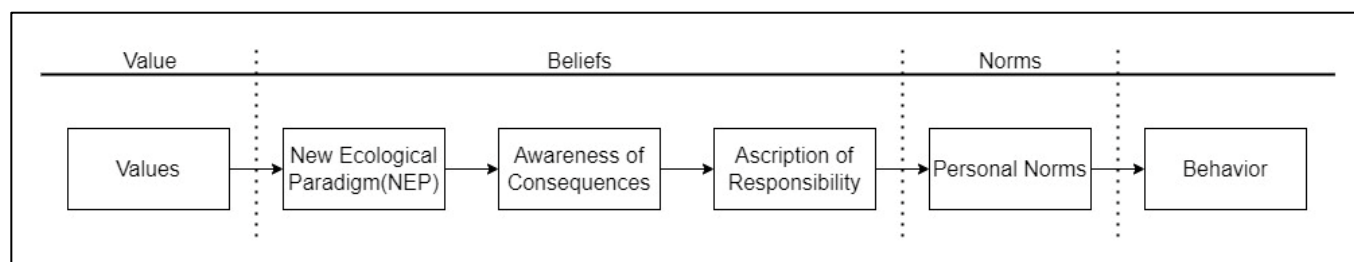 Value
Beliefs
Norms
Values
New Ecological
Paradigm(NEP)
Awareness of
Consequences
Ascription of
Responsibility
Personal Norms
Behavior